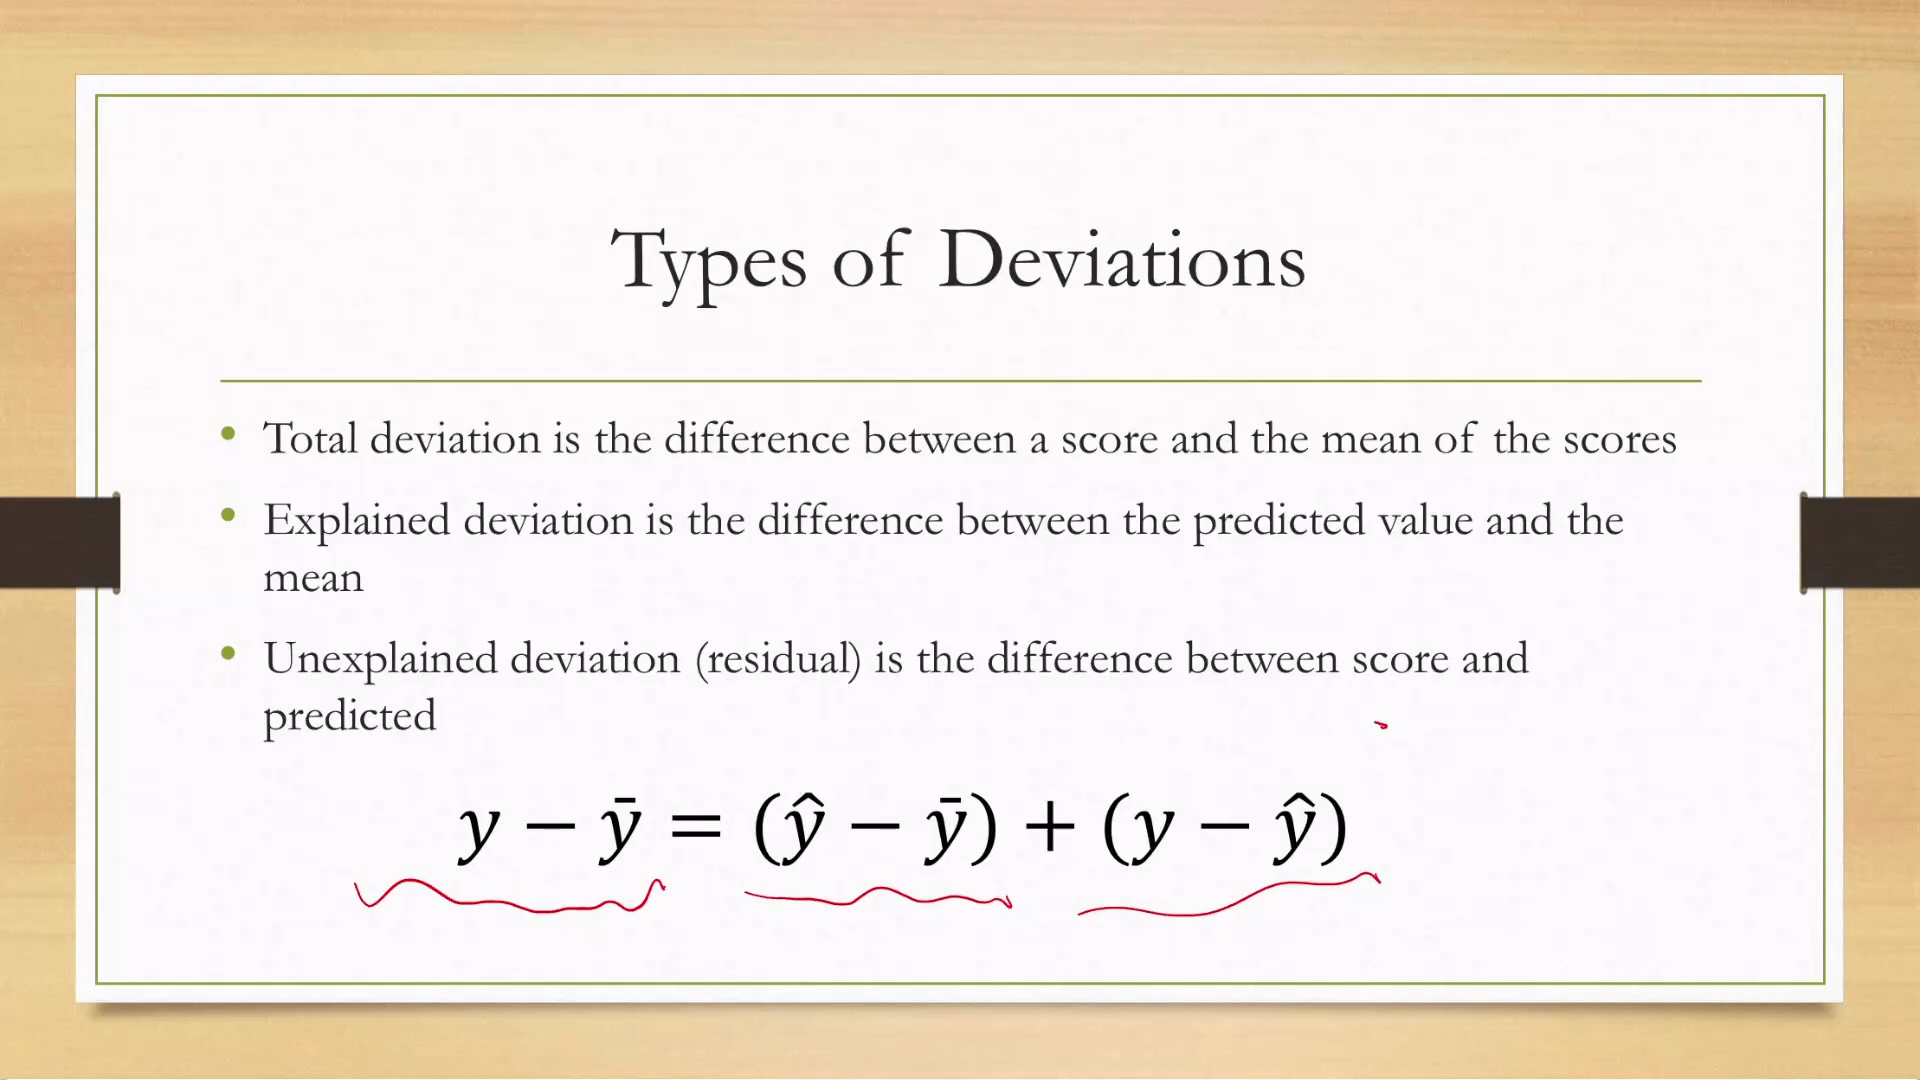 Types of Deviations
• Total deviation is the difference between a score and the mean of the scores
• Explained deviation is the difference between the predicted value and the
mean
• Unexplained deviation (residual) is the difference between score and
predicted
y − ȳ = (ŷ − ȳ) + (y − ŷ)